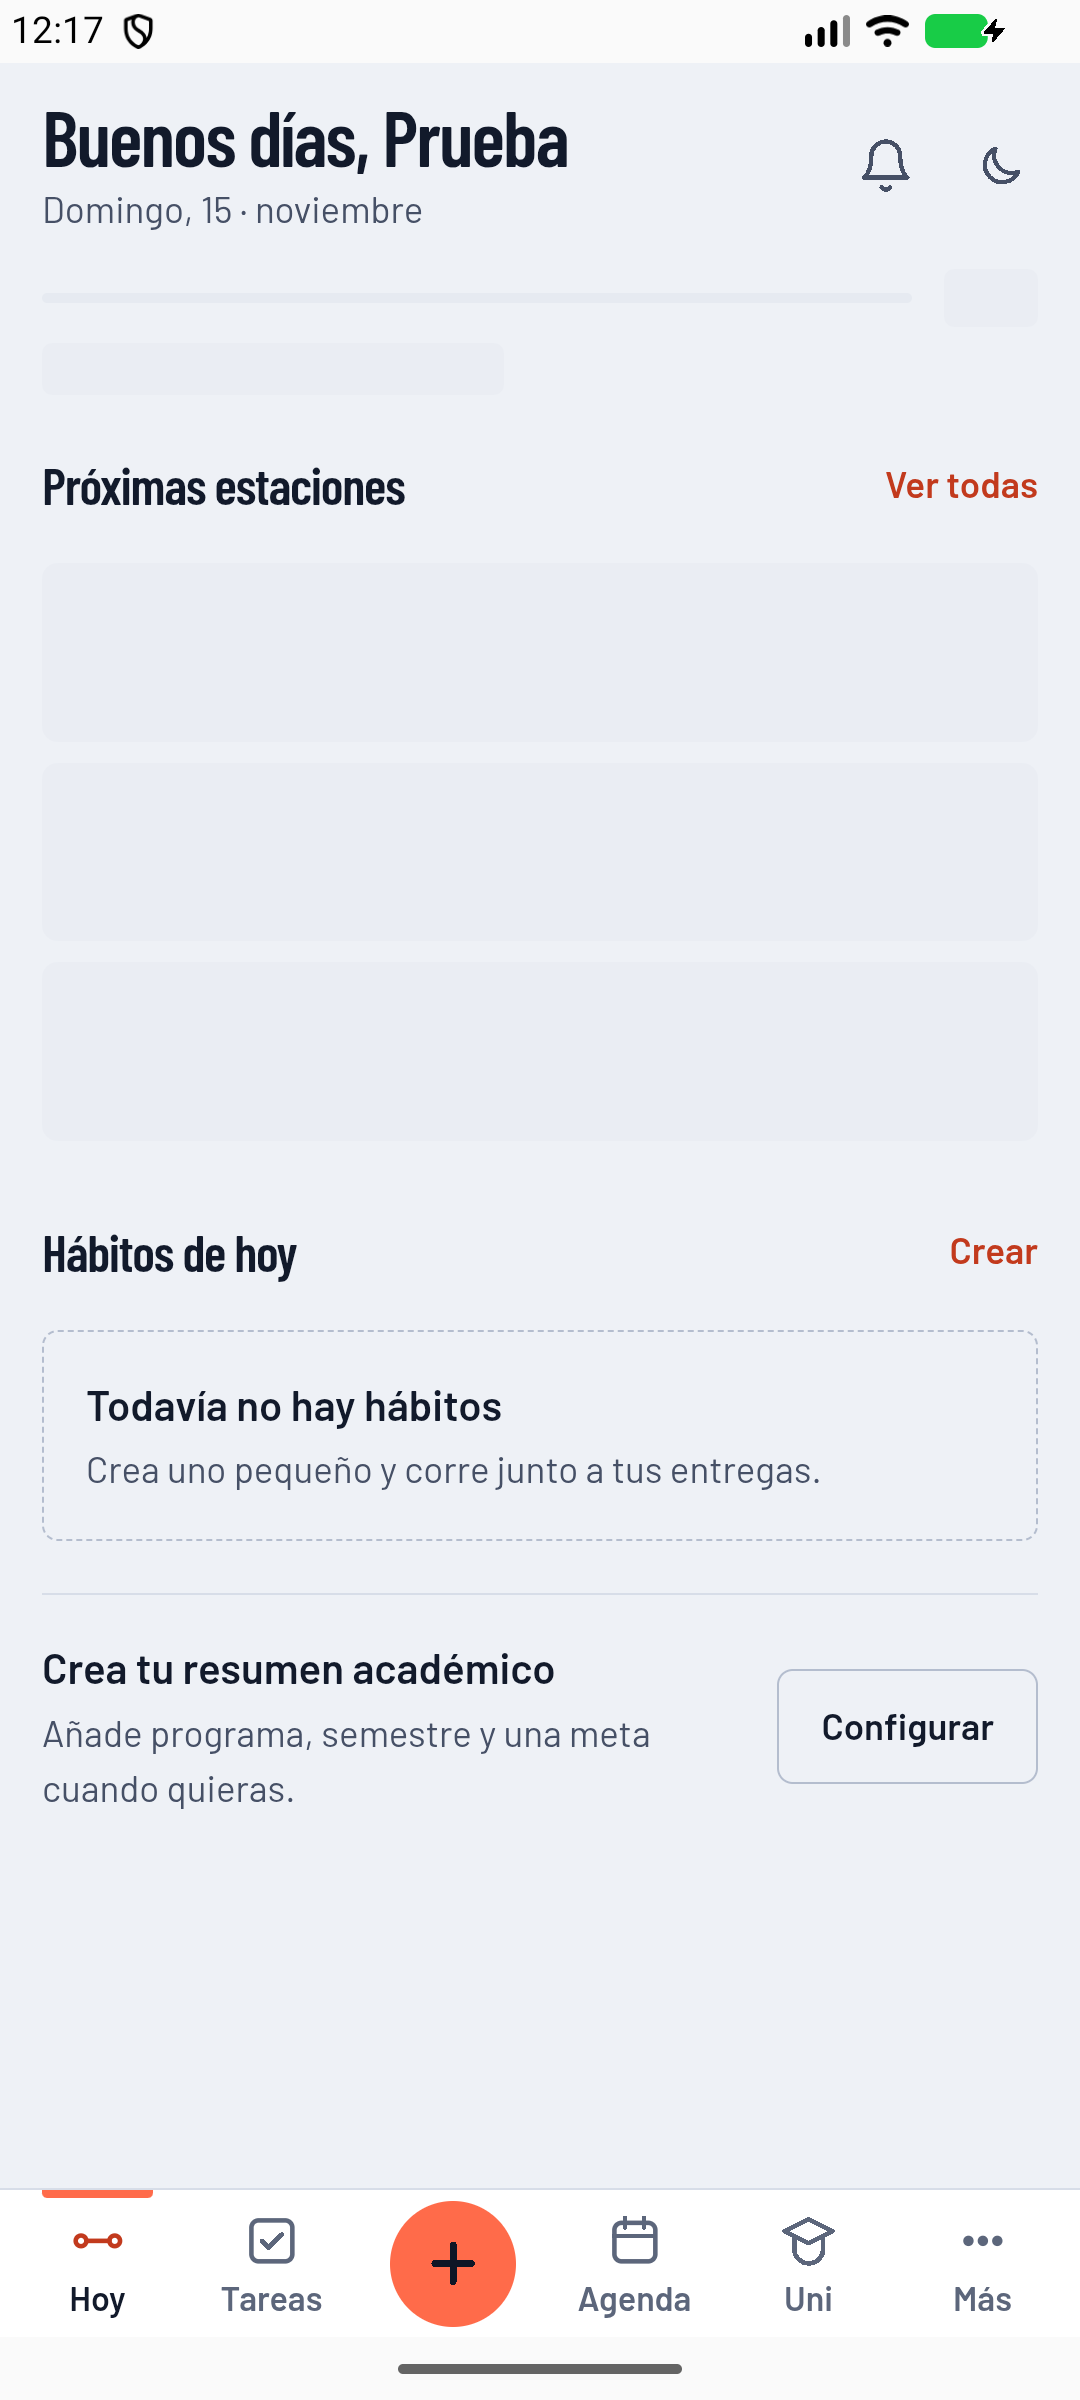 12:17
Buenos días, Prueba
Domingo, 15 · noviembre
Próximas estaciones
Ver todas
Hábitos de hoy
Crear
Todavía no hay hábitos
Crea uno pequeño y corre junto a tus entregas.
Crea tu resumen académico
Añade programa, semestre y una meta
cuando quieras.
Configurar
Hoy
Tareas
Agenda
Uni
Más